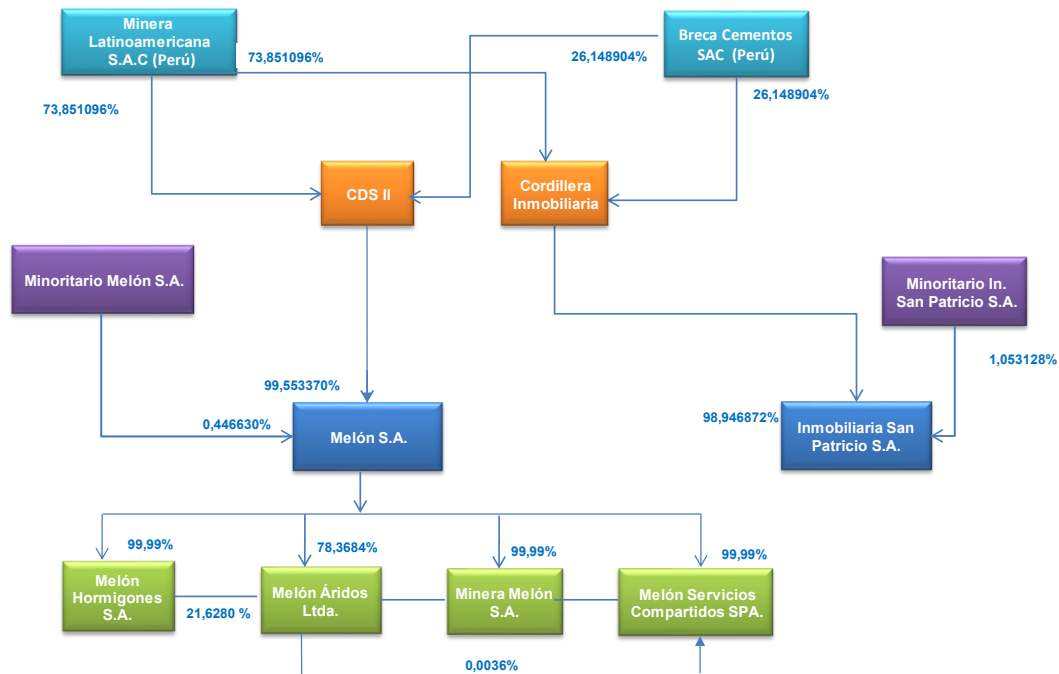 Minera
Latinoamericana
S.A.C (Perú)
Breca Cementos
SAC (Perú)
73,851096%
26,148904%
73,851096%
26,148904%
CDS II
Cordillera
Inmobiliaria
Minoritario Melón S.A.
Minoritario In.
San Patricio S.A.
1,053128%
99,553370%
0,446630%
98,946872%
Melón S.A.
Inmobiliaria San
Patricio S.A.
99,99%
78,3684%
99,99%
99,99%
Melón
Hormigones
S.A.
21,6280 %
Melón Áridos
Ltda.
Minera Melón
S.A.
Melón Servicios
Compartidos SPA.
0,0036%